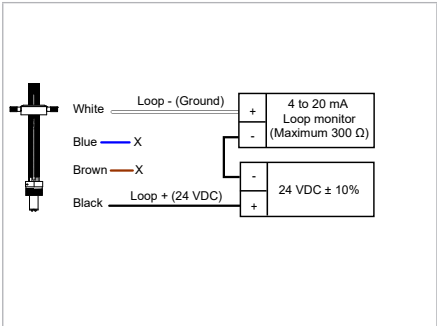 White Loop - (Ground)
+ 4 to 20 mA
Loop monitor
- (Maximum 300 Ω)
Blue X
Brown X
- 24 VDC ± 10%
Black Loop + (24 VDC) +